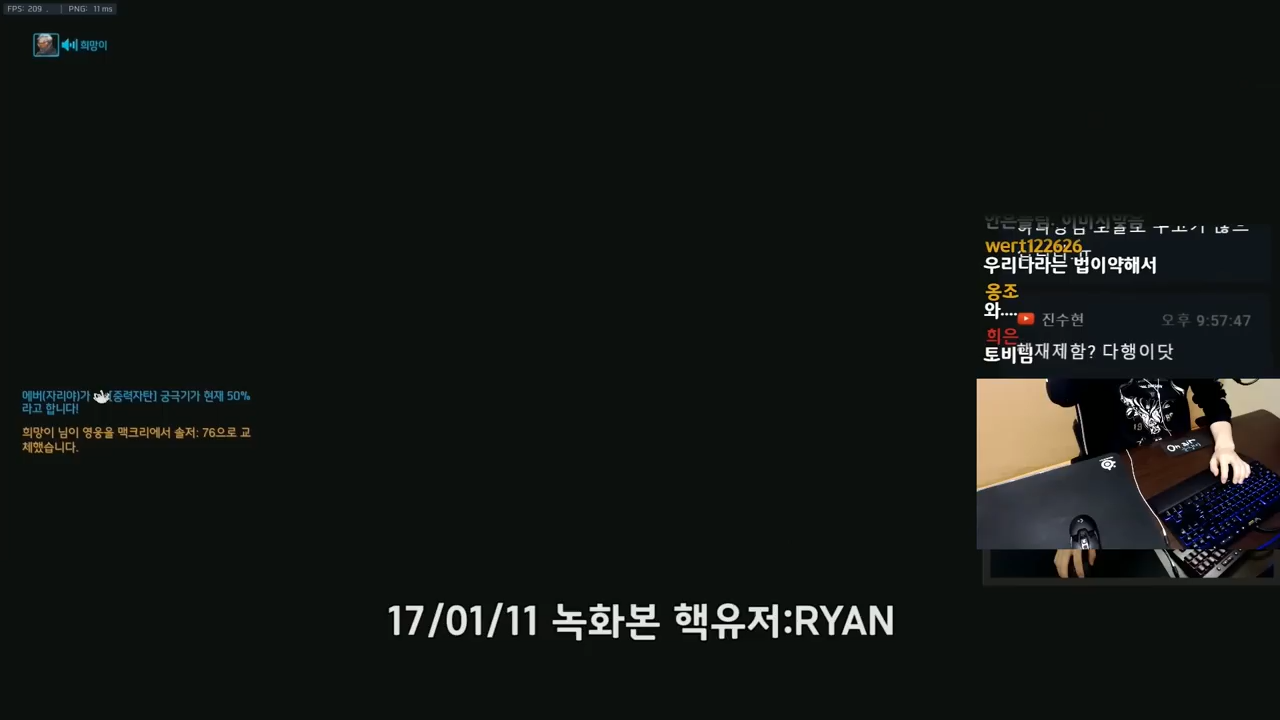 FPS: 209 . | PNG: 11 ms
희망이
wert122626
우리나라는 법이약해서
옹조
와....
진수현 오후 9:57:47
희은
토비님
핵재제함? 다행이닷
에버(자리야)가 [중력자탄] 궁극기가 현재 50%
라고 합니다!
희망이 님이 영웅을 맥크리에서 솔저: 76으로 교
체했습니다.
On Air
17/01/11 녹화본 핵유저:RYAN